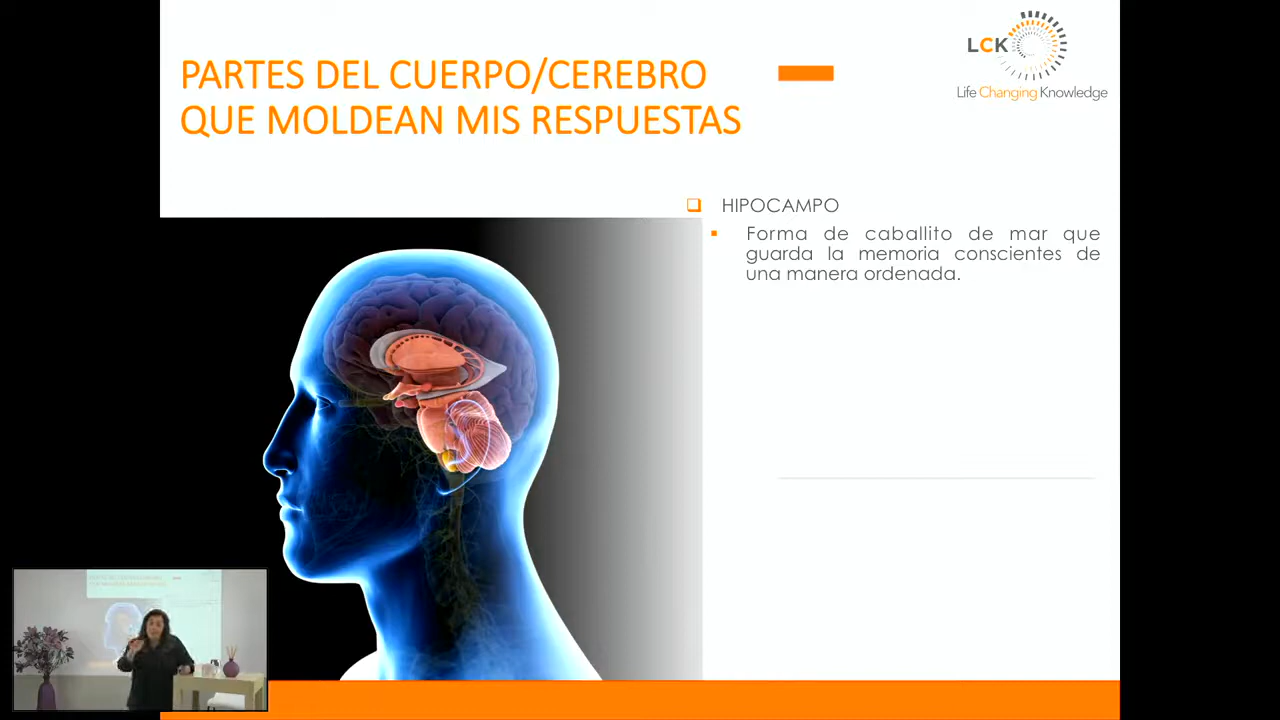 PARTES DEL CUERPO/CEREBRO
QUE MOLDEAN MIS RESPUESTAS
LCK
Life Changing Knowledge
HIPOCAMPO
Forma de caballito de mar que
guarda la memoria conscientes de
una manera ordenada.